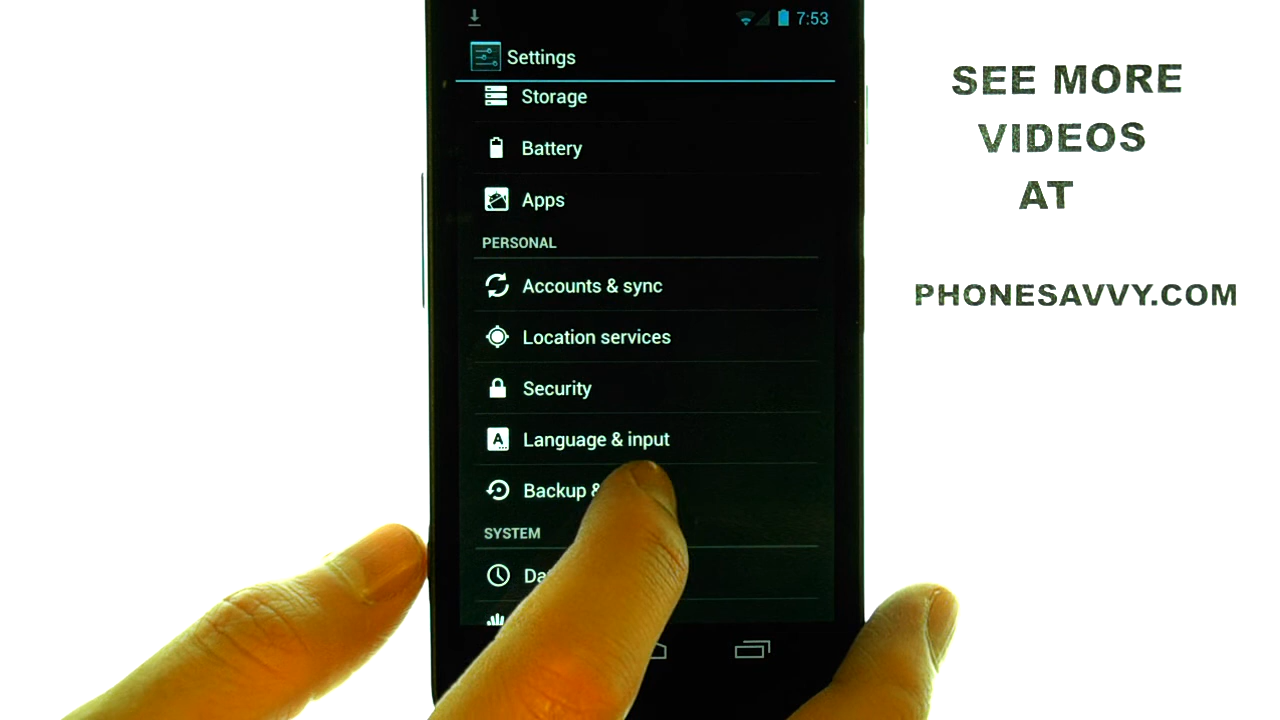 7:53
Settings
Storage
Battery
Apps
PERSONAL
Accounts & sync
Location services
Security
Language & input
Backup &
SYSTEM
SEE MORE
VIDEOS
AT
PHONESAVVY.COM